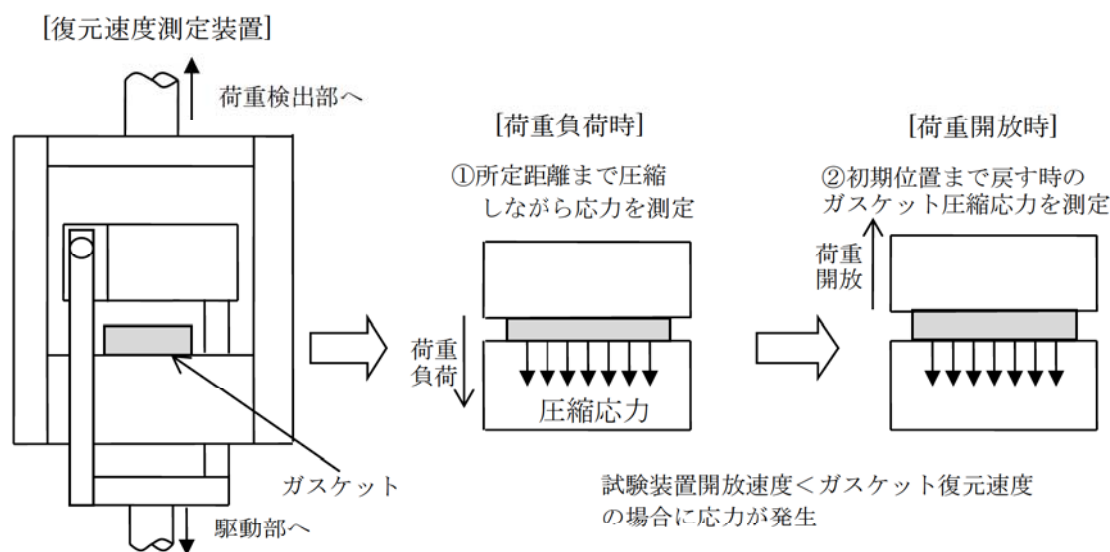 [復元速度測定装置]
荷重検出部へ
ガスケット
駆動部へ
[荷重負荷時]
①所定距離まで圧縮
しながら応力を測定
荷重
負荷
圧縮応力
[荷重開放時]
②初期位置まで戻す時の
ガスケット圧縮応力を測定
荷重
開放
試験装置開放速度<ガスケット復元速度
の場合に応力が発生